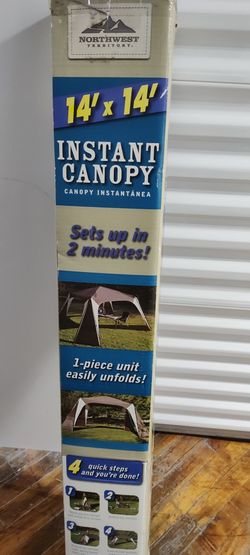 NORTHWEST
TERRITORY.
14' x 14'
INSTANT
CANOPY
CANOPY INSTANTÁNEA
Sets up in
2 minutes!
1-piece unit
easily unfolds!
4 quick steps
and you're done!
1
2
3
4